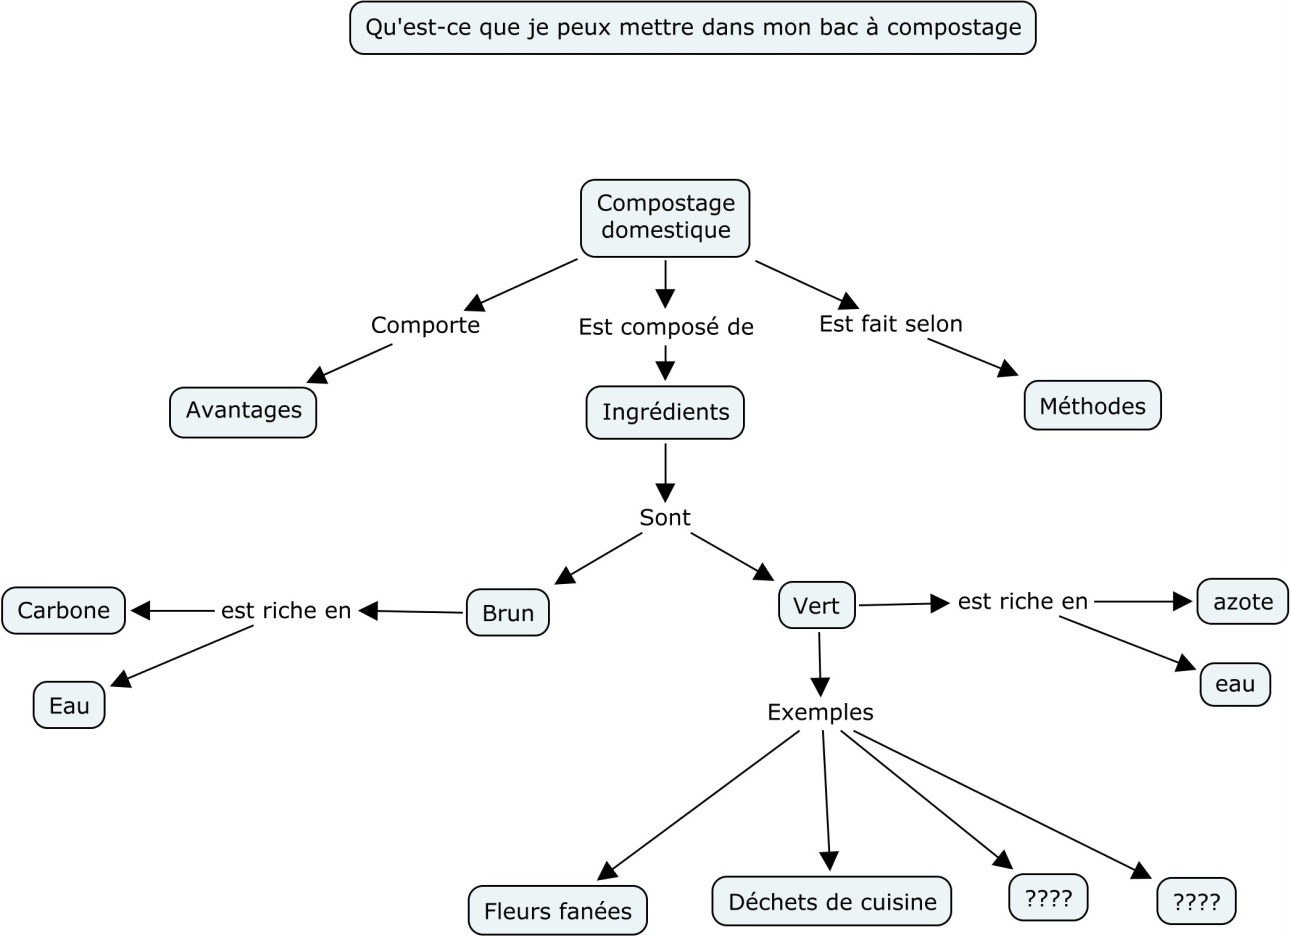 Qu'est-ce que je peux mettre dans mon bac à compostage
Compostage
domestique
Comporte
Est composé de
Est fait selon
Avantages
Ingrédients
Méthodes
Sont
Carbone
est riche en
Brun
Vert
est riche en
azote
Eau
eau
Exemples
Fleurs fanées
Déchets de cuisine
????
????